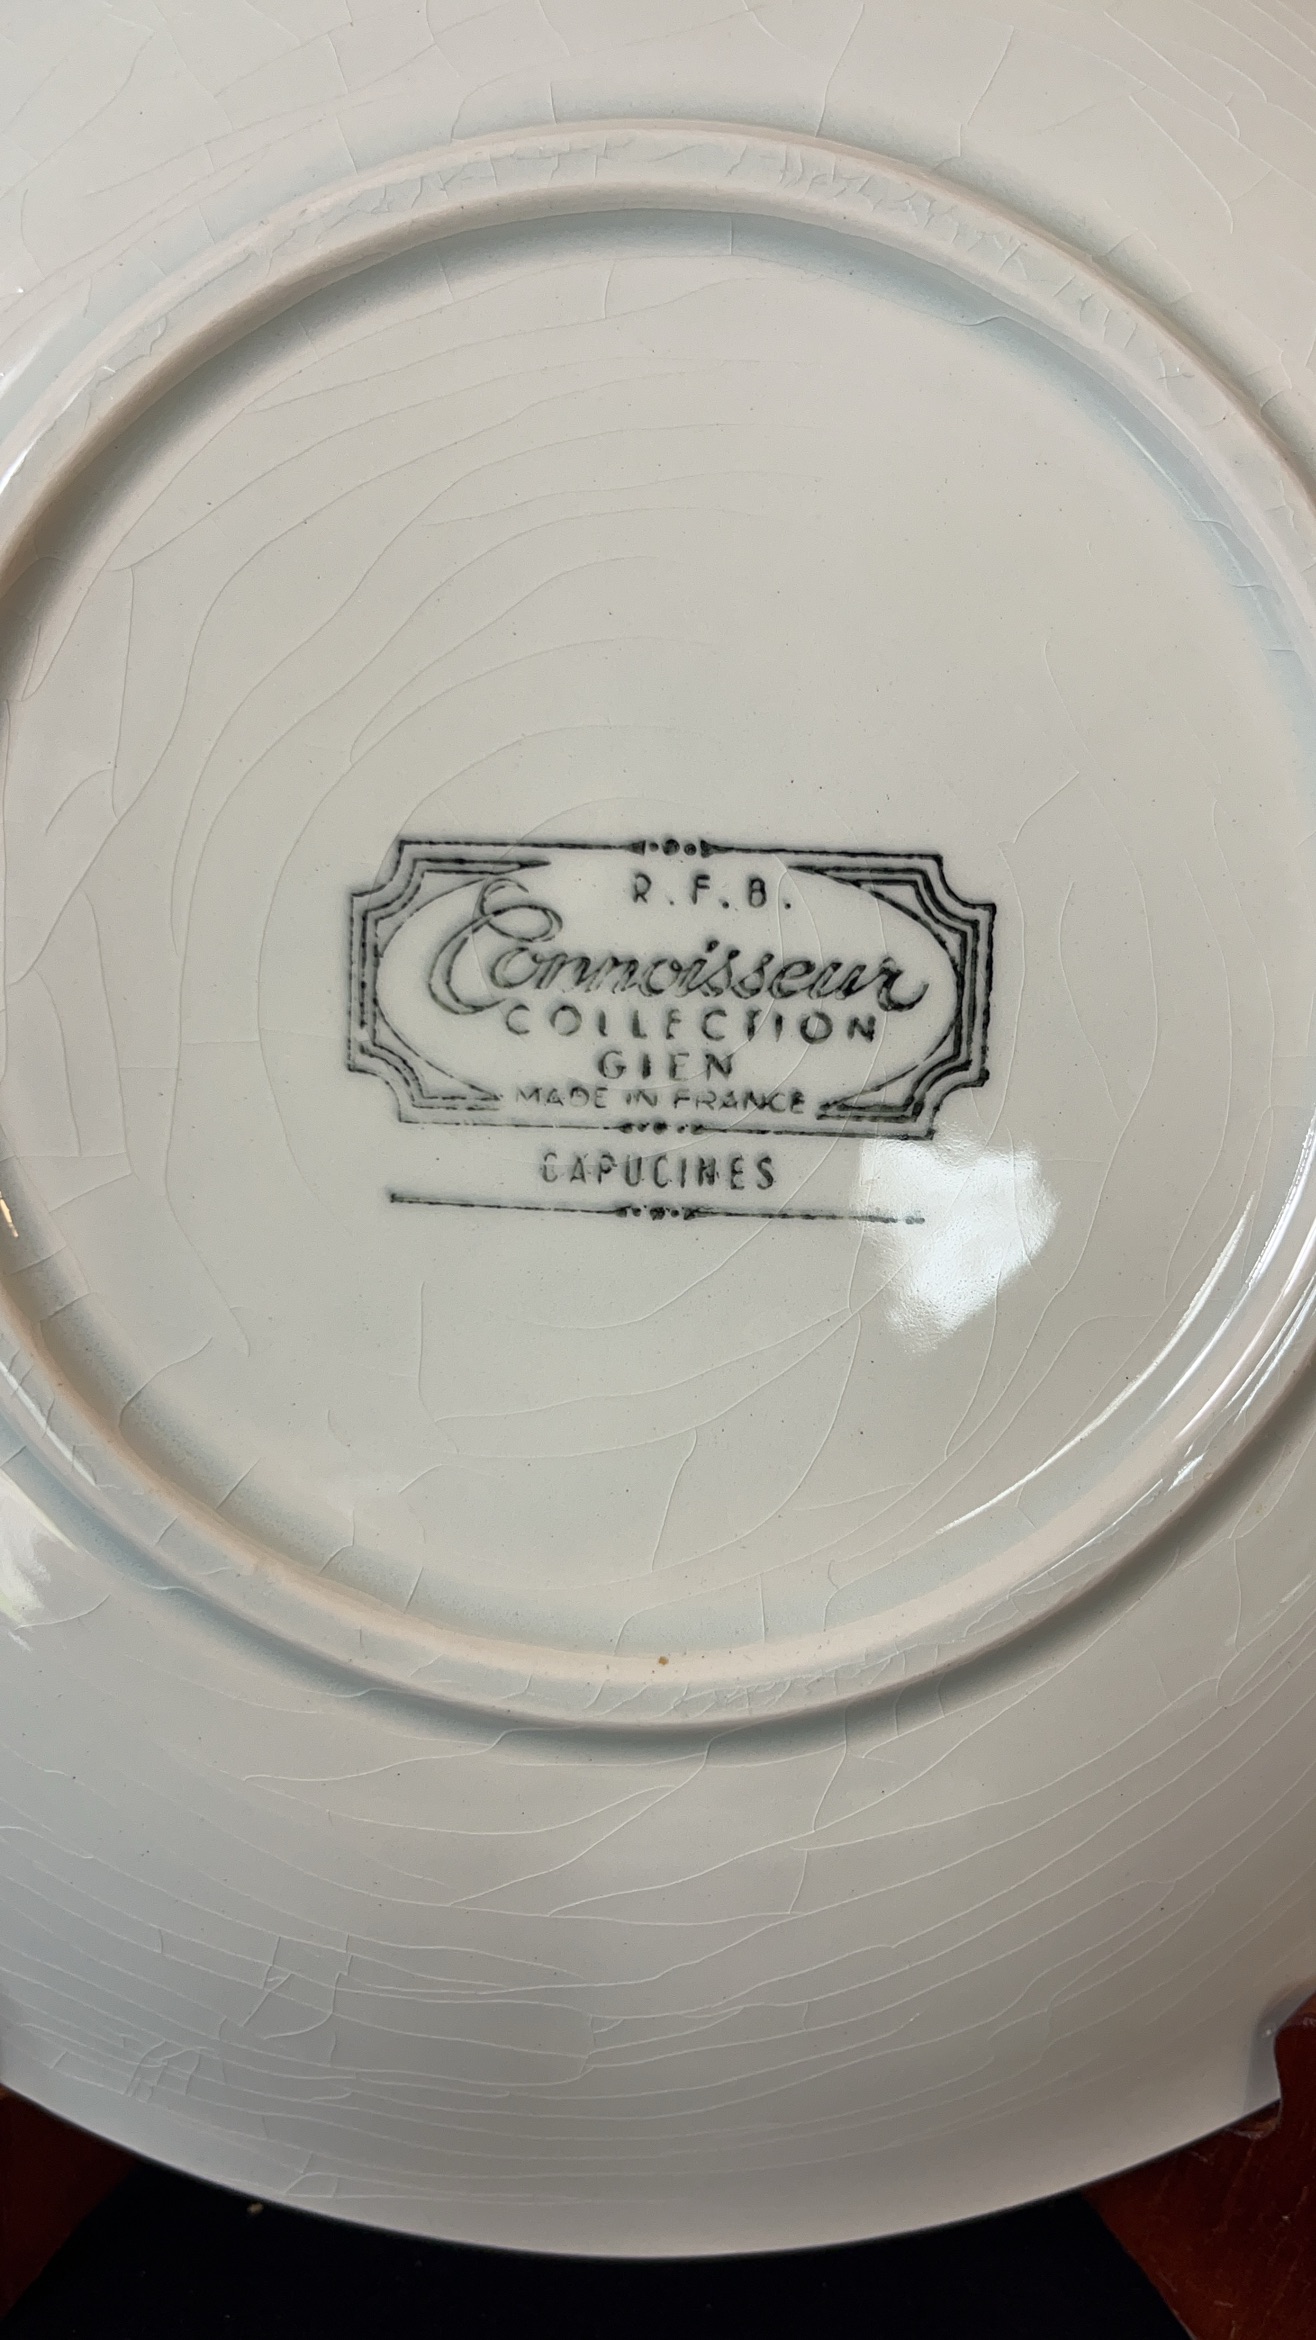 R.F.B.
Connoisseur
COLLECTION
GIEN
MADE IN FRANCE
CAPUCINES